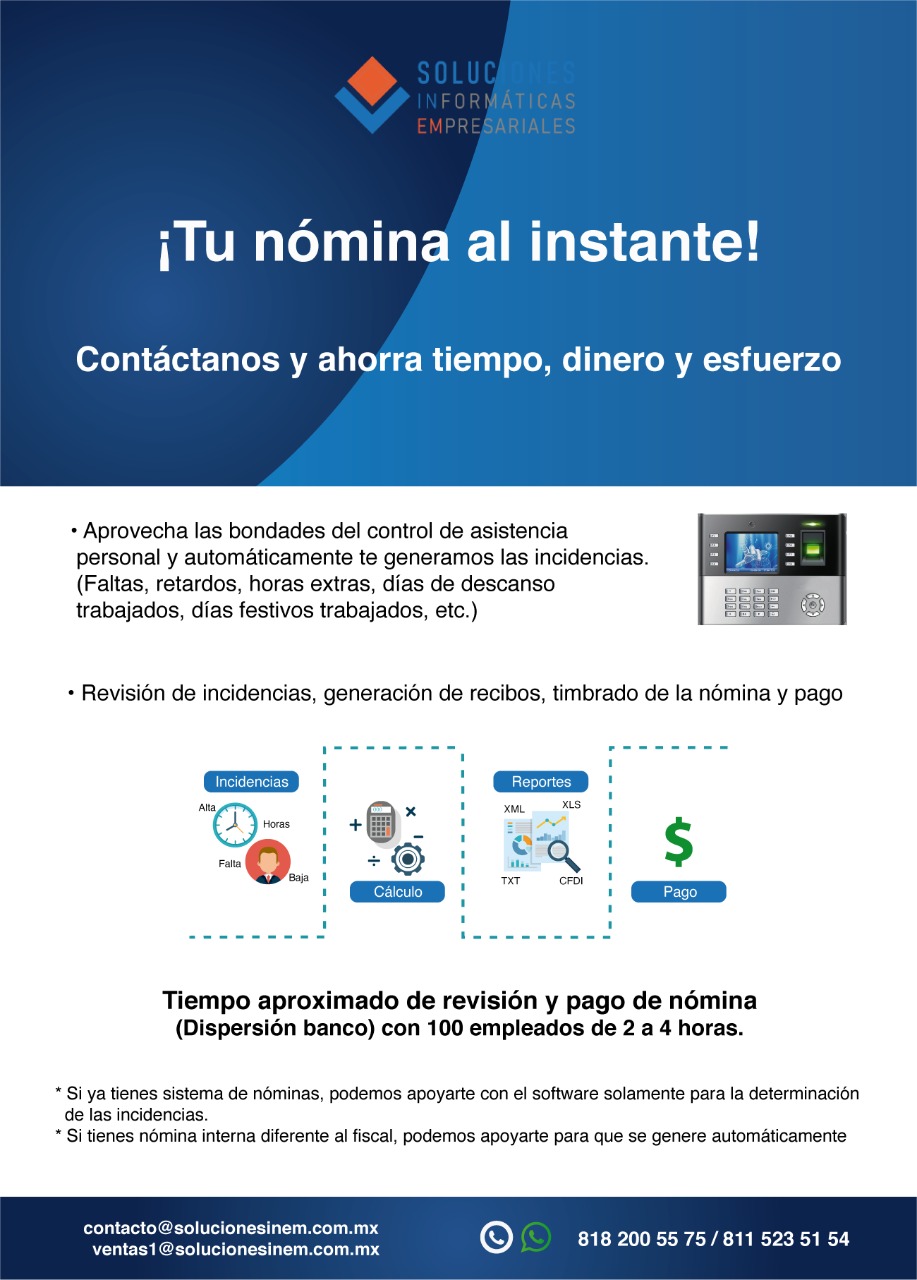 SOLUCIONES
INFORMÁTICAS
EMPRESARIALES
¡Tu nómina al instante!
Contáctanos y ahorra tiempo, dinero y esfuerzo
• Aprovecha las bondades del control de asistencia
personal y automáticamente te generamos las incidencias.
(Faltas, retardos, horas extras, días de descanso
trabajados, días festivos trabajados, etc.)
• Revisión de incidencias, generación de recibos, timbrado de la nómina y pago
Incidencias
Alta
Horas
Falta
Baja
Cálculo
Reportes
XML
XLS
TXT
CFDI
$
Pago
Tiempo aproximado de revisión y pago de nómina
(Dispersión banco) con 100 empleados de 2 a 4 horas.
* Si ya tienes sistema de nóminas, podemos apoyarte con el software solamente para la determinación
de las incidencias.
* Si tienes nómina interna diferente al fiscal, podemos apoyarte para que se genere automáticamente
contacto@solucionesinem.com.mx
ventas1@solucionesinem.com.mx
818 200 55 75 / 811 523 51 54